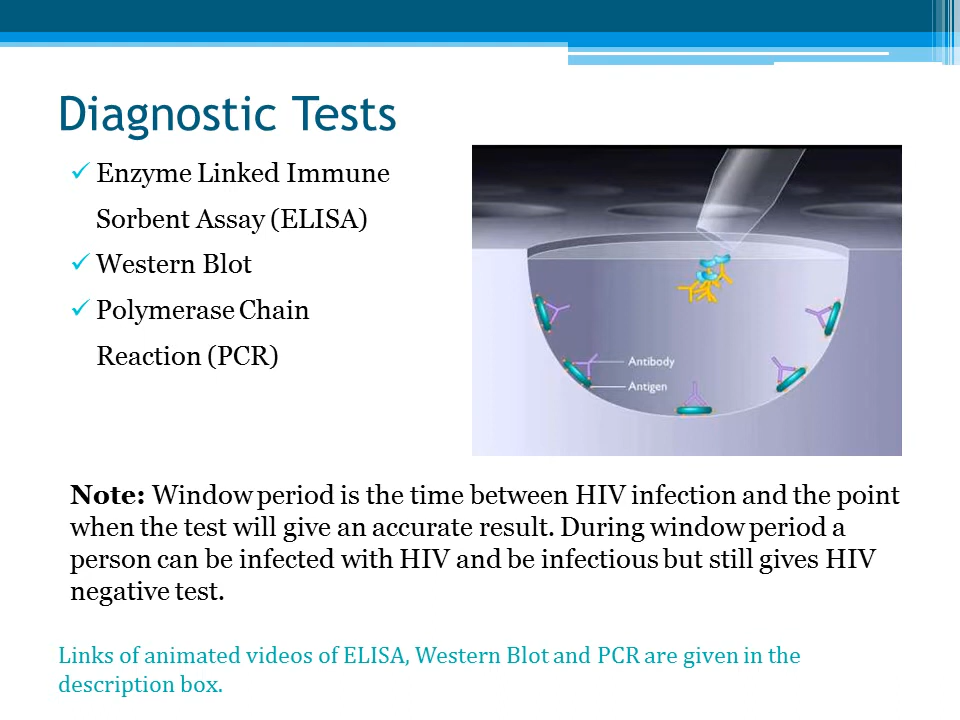 Diagnostic Tests
✓ Enzyme Linked Immune
Sorbent Assay (ELISA)
✓ Western Blot
✓ Polymerase Chain
Reaction (PCR)
Antibody
Antigen
Note: Window period is the time between HIV infection and the point
when the test will give an accurate result. During window period a
person can be infected with HIV and be infectious but still gives HIV
negative test.
Links of animated videos of ELISA, Western Blot and PCR are given in the
description box.